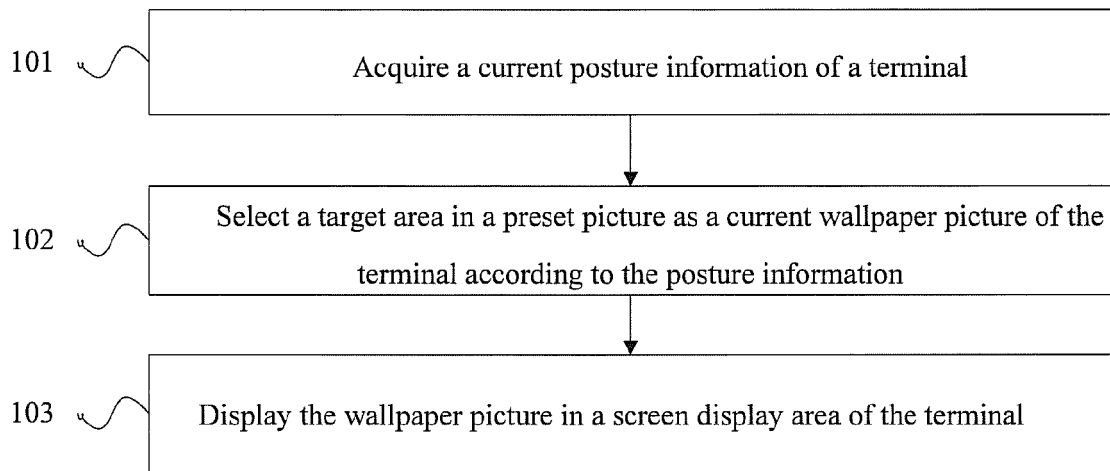 101
Acquire a current posture information of a terminal
102
Select a target area in a preset picture as a current wallpaper picture of the
terminal according to the posture information
103
Display the wallpaper picture in a screen display area of the terminal